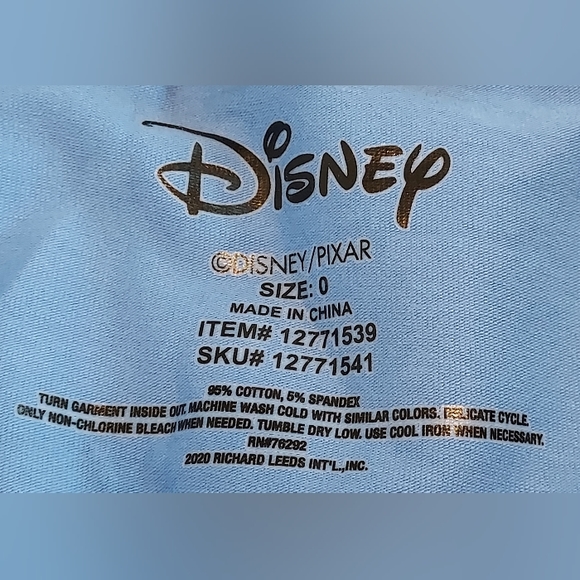 Disney
©DISNEY/PIXAR
SIZE: 0
MADE IN CHINA
ITEM# 12771539
SKU# 12771541
95% COTTON, 5% SPANDEX
TURN GARMENT INSIDE OUT. MACHINE WASH COLD WITH SIMILAR COLORS. DELICATE CYCLE.
ONLY NON-CHLORINE BLEACH WHEN NEEDED. TUMBLE DRY LOW. USE COOL IRON WHEN NECESSARY.
RN#76292
2020 RICHARD LEEDS INT'L.,INC.